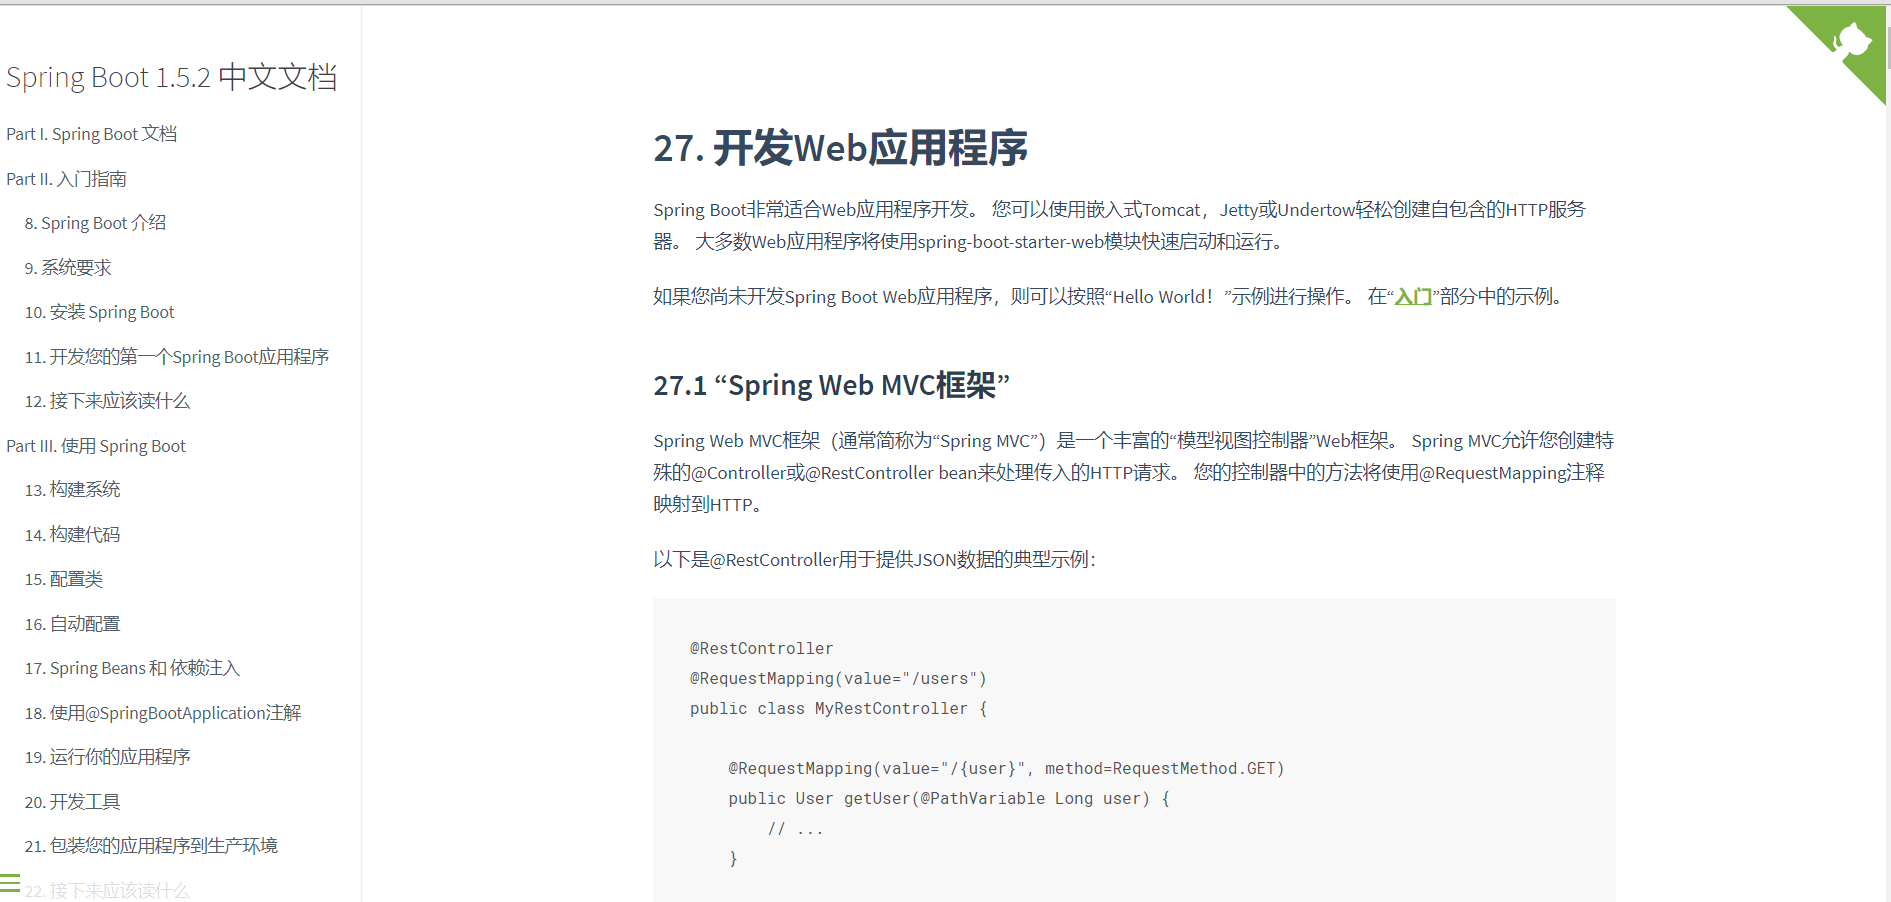 Spring Boot 1.5.2 中文文档
Part I. Spring Boot 文档
Part II. 入门指南
8. Spring Boot 介绍
9. 系统要求
10. 安装 Spring Boot
11. 开发您的第一个Spring Boot应用程序
12. 接下来应该读什么
Part III. 使用 Spring Boot
13. 构建系统
14. 构建代码
15. 配置类
16. 自动配置
17. Spring Beans 和 依赖注入
18. 使用@SpringBootApplication注解
19. 运行你的应用程序
20. 开发工具
21. 包装您的应用程序到生产环境
22. 接下来应该读什么
27. 开发Web应用程序
Spring Boot非常适合Web应用程序开发。 您可以使用嵌入式Tomcat，Jetty或Undertow轻松创建自包含的HTTP服务
器。 大多数Web应用程序将使用spring-boot-starter-web模块快速启动和运行。
如果您尚未开发Spring Boot Web应用程序，则可以按照“Hello World！”示例进行操作。 在“入门”部分中的示例。
27.1 “Spring Web MVC框架”
Spring Web MVC框架（通常简称为“Spring MVC”）是一个丰富的“模型视图控制器”Web框架。 Spring MVC允许您创建特
殊的@Controller或@RestController bean来处理传入的HTTP请求。 您的控制器中的方法将使用@RequestMapping注释
映射到HTTP。
以下是@RestController用于提供JSON数据的典型示例：
@RestController
@RequestMapping(value="/users")
public class MyRestController {
@RequestMapping(value="/{user}", method=RequestMethod.GET)
public User getUser(@PathVariable Long user) {
// ...
}